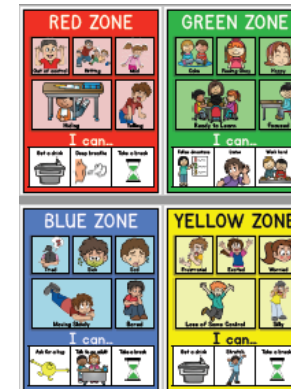 RED ZONE
Out of control
Hitting
Mad
Hiding
Yelling
I can...
Get a drink
Deep breaths
Take a break
GREEN ZONE
Calm
Feeling Okay
Happy
Ready to Learn
Focused
I can...
Follow directions
Listen
Work hard
BLUE ZONE
Tired
Sick
Sad
Moving Slowly
Bored
I can...
Ask for a hug
Talk to an adult
Take a break
YELLOW ZONE
Frustrated
Excited
Worried
Loss of Some Control
Silly
I can...
Get a drink
Stretch
Take a break